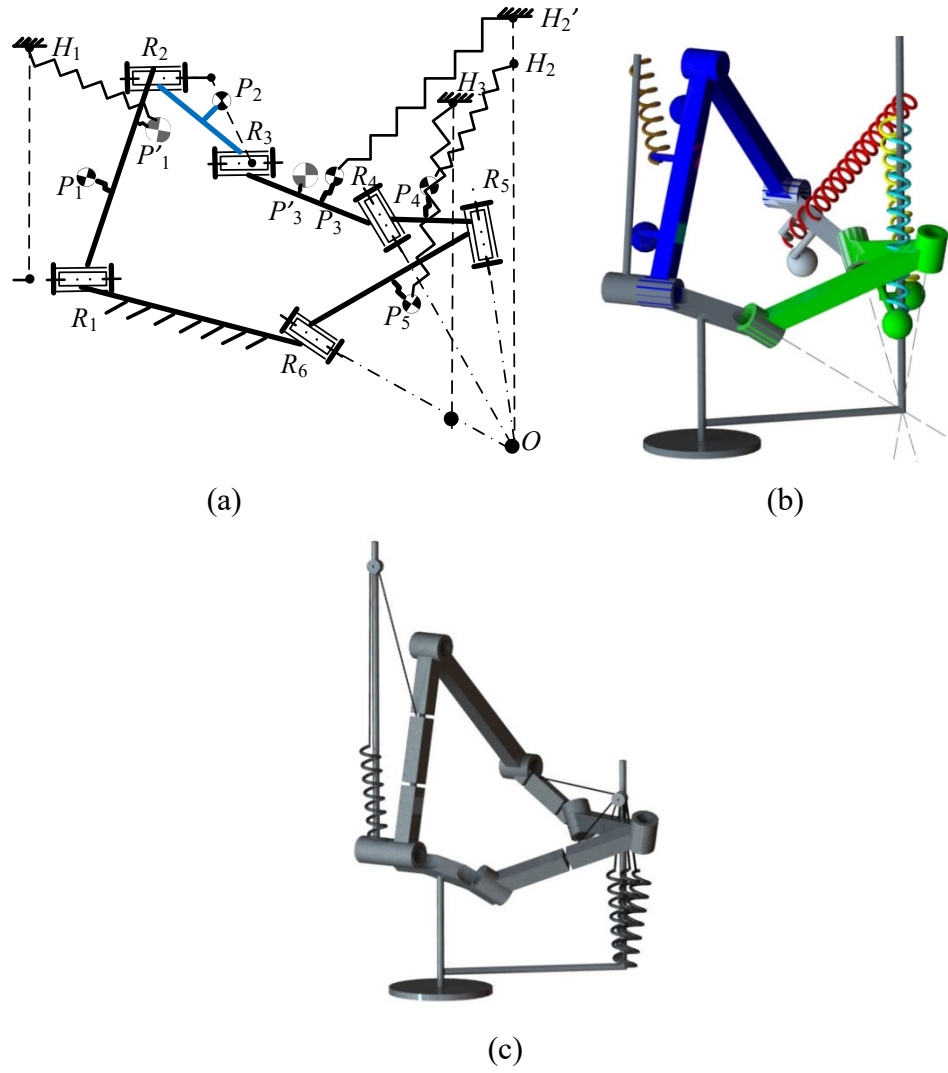 H₁
R₂
H₂′
H₂
P₂
H₃
R₃
P′₁
P₁
P′₃
P₃
R₄
P₄
R₅
R₁
P₅
R₆
O
(a)
(b)
(c)